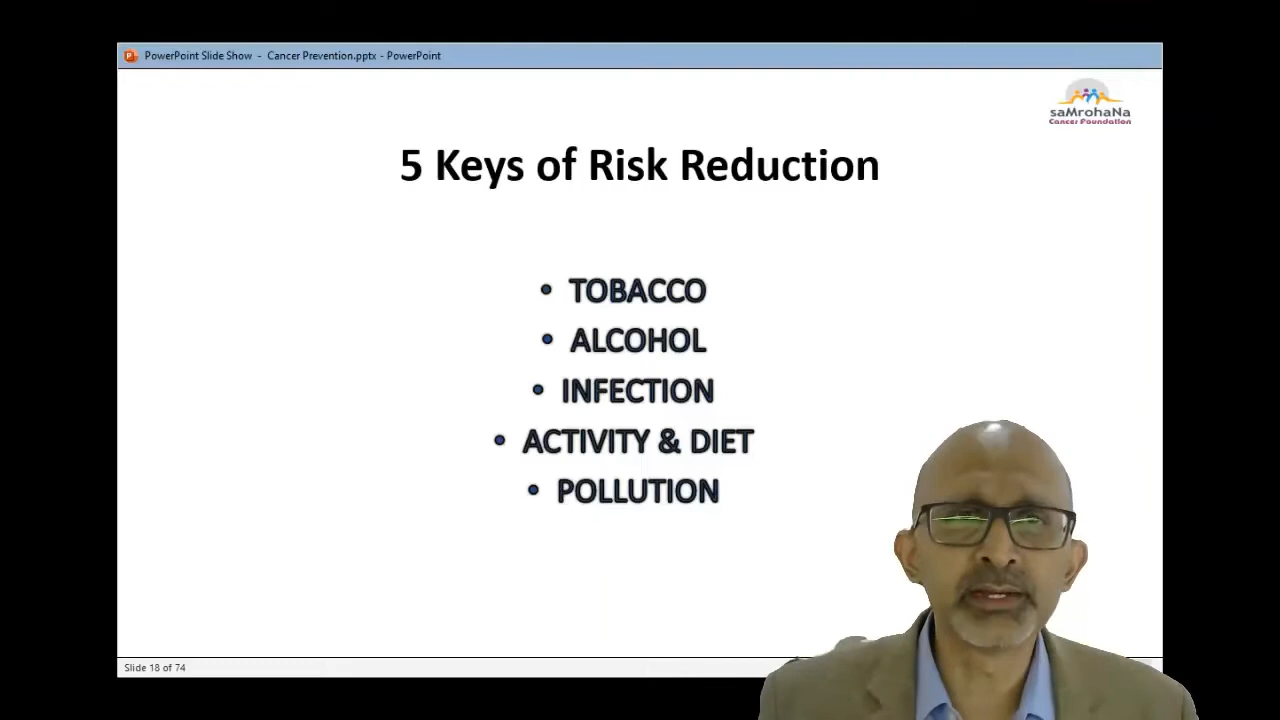 PowerPoint Slide Show - Cancer Prevention.pptx - PowerPoint
saMrohaNa
Cancer Foundation
5 Keys of Risk Reduction
• TOBACCO
• ALCOHOL
• INFECTION
• ACTIVITY & DIET
• POLLUTION
Slide 18 of 74